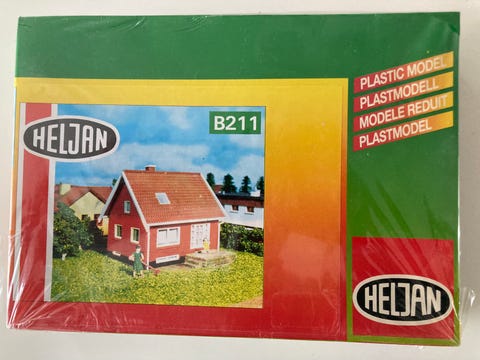 HELJAN
B211
PLASTIC MODEL
PLASTMODELL
MODELE REDUIT
PLASTMODEL
HELJAN